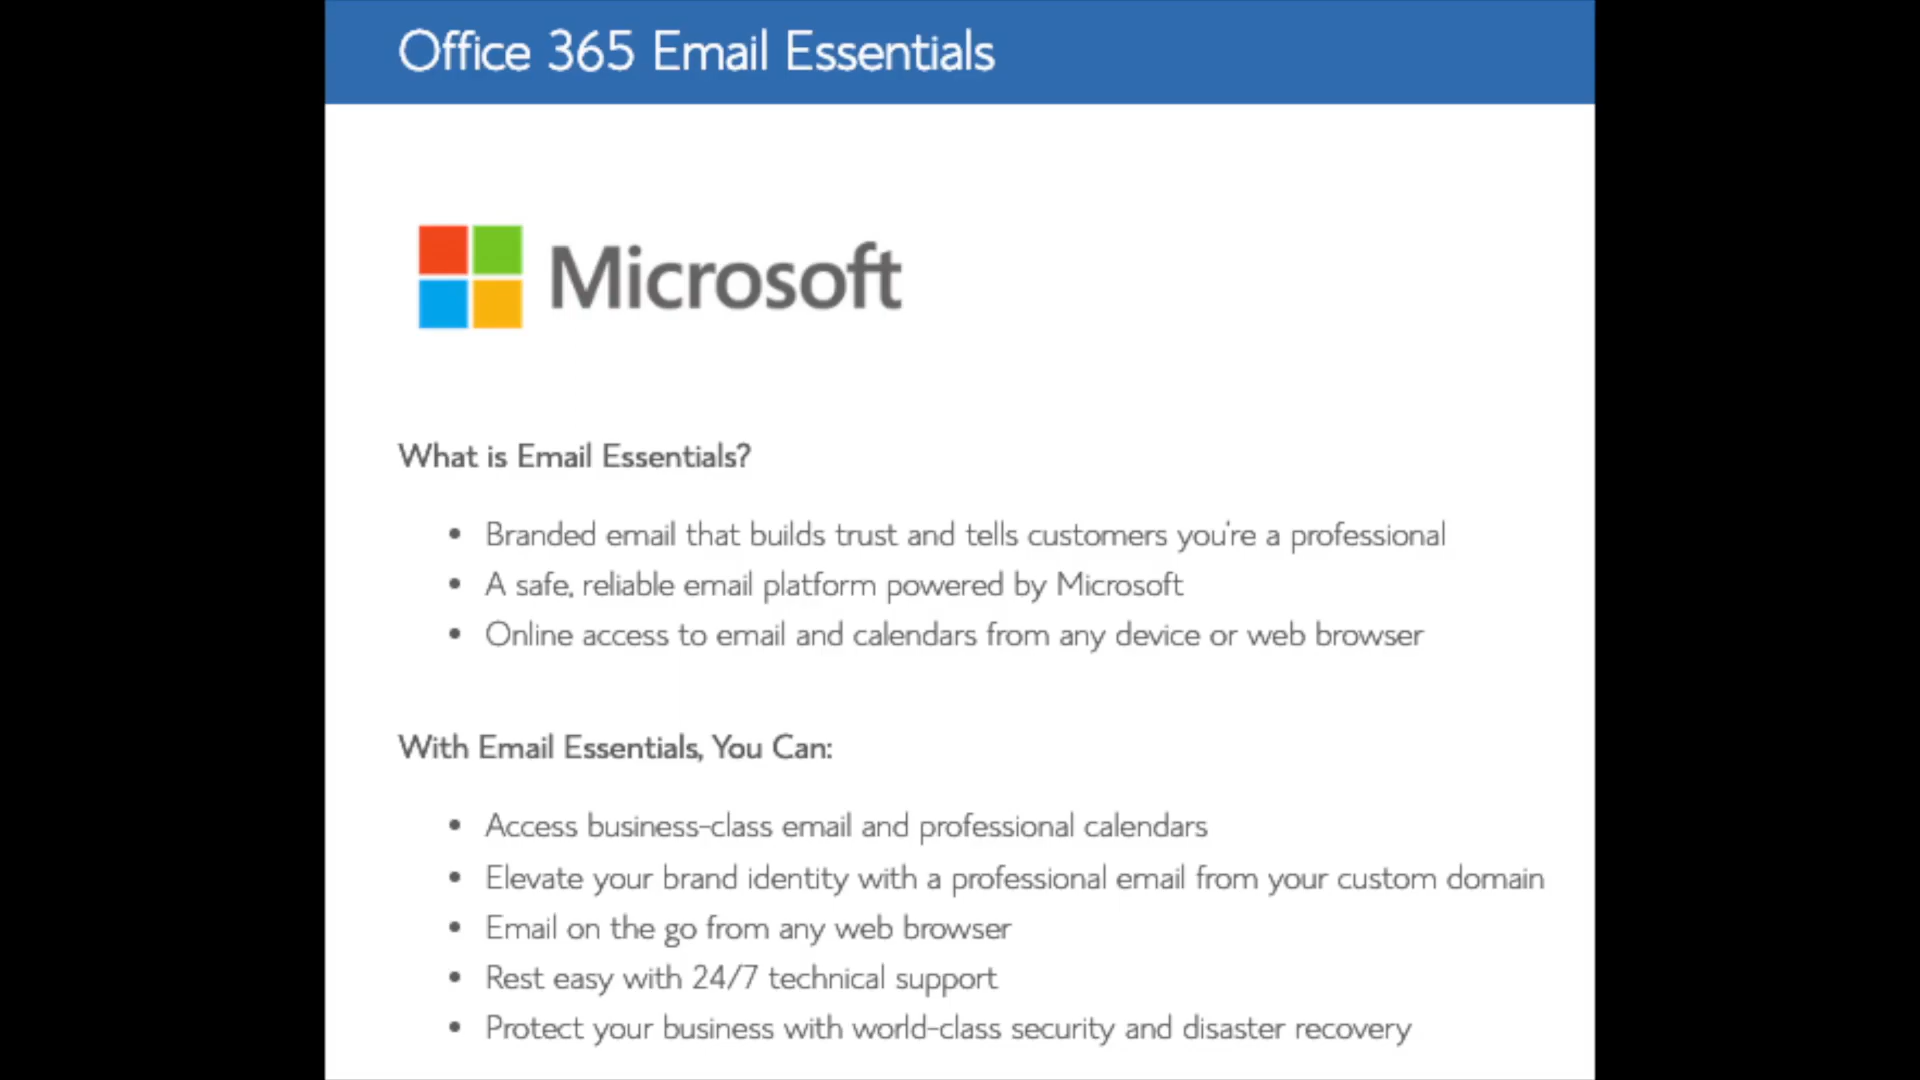 Office 365 Email Essentials
Microsoft
What is Email Essentials?
• Branded email that builds trust and tells customers you're a professional
• A safe, reliable email platform powered by Microsoft
• Online access to email and calendars from any device or web browser
With Email Essentials, You Can:
• Access business-class email and professional calendars
• Elevate your brand identity with a professional email from your custom domain
• Email on the go from any web browser
• Rest easy with 24/7 technical support
• Protect your business with world-class security and disaster recovery